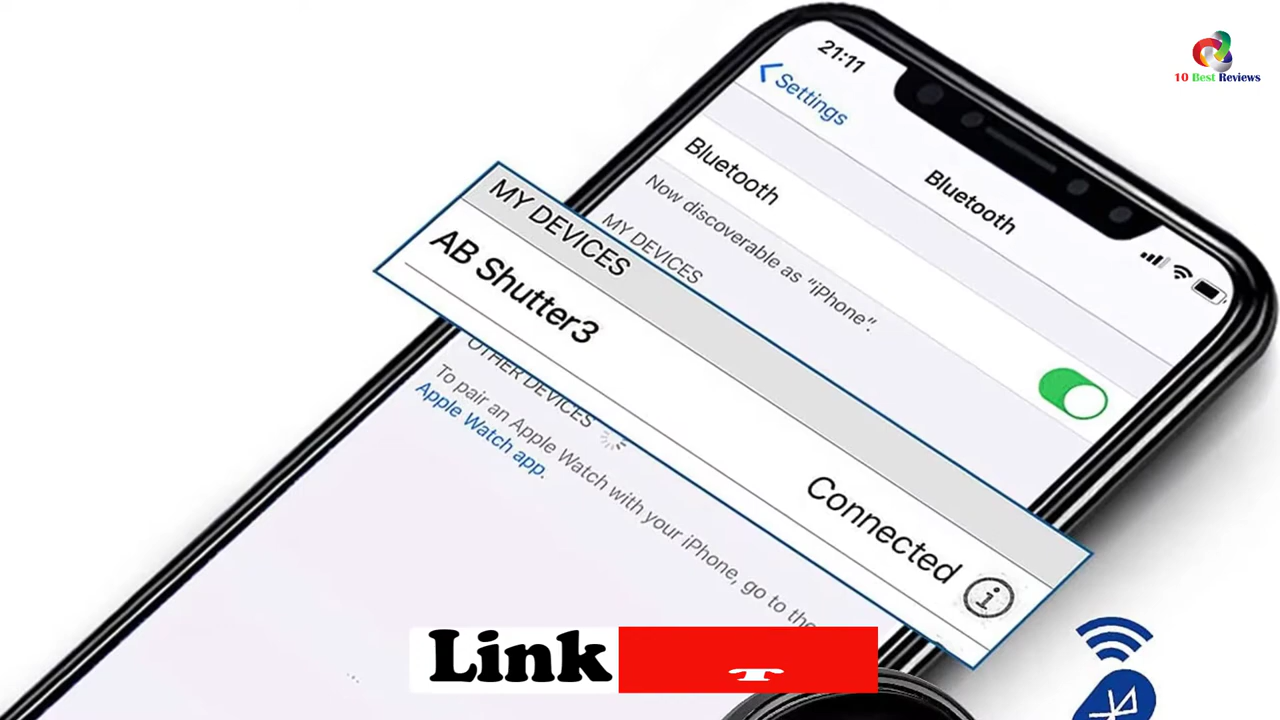 10 Best Reviews
21:11
Settings
Bluetooth
Bluetooth
Now discoverable as "iPhone".
MY DEVICES
MY DEVICES
AB Shutter3
Connected
OTHER DEVICES
To pair an Apple Watch with your iPhone, go to the
Apple Watch app.
Link